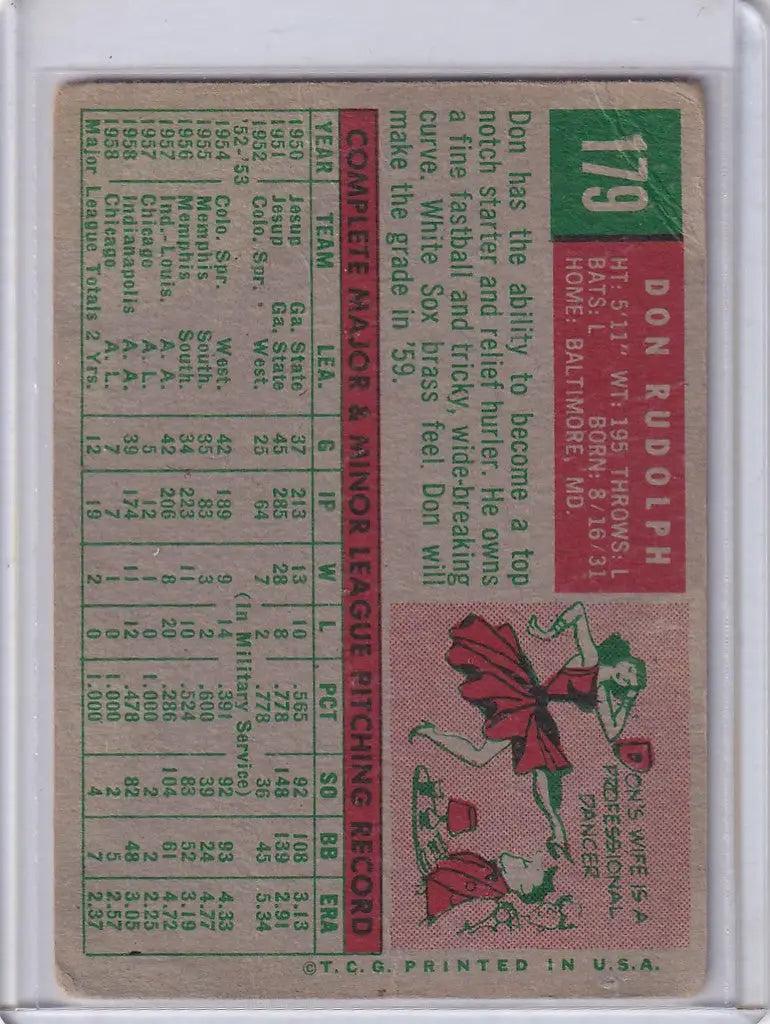 179
DON RUDOLPH
HT: 5'11" WT: 195 THROWS: L
BATS: L BORN: 8/16/31
HOME: BALTIMORE, MD.
Don has the ability to become a top
notch starter and relief hurler. He owns
a fine fastball and tricky, wide-breaking
curve. White Sox brass feel Don will
make the grade in '59.
DON'S WIFE IS A
PROFESSIONAL
DANCER
COMPLETE MAJOR & MINOR LEAGUE PITCHING RECORD
YEAR TEAM LEA. G IP W L PCT SO BB ERA
1950 Jesup Ga. State 37 213 13 10 .565 92 108 3.13
1951 Jesup Ga. State 45 285 28 8 .778 148 139 2.91
1952 Colo. Spr. West. 25 64 7 2 .778 36 45 5.34
'52-'53 (In Military Service)
1954 Colo. Spr. West. 42 189 9 14 .391 92 93 4.33
1955 Memphis South. 35 83 3 2 .600 39 24 4.77
1956 Memphis South. 34 223 11 10 .524 83 52 3.19
1957 Ind.-Louis. A. A. 42 206 8 20 .286 104 61 4.72
1957 Chicago A. L. 5 12 1 0 1.000 2 2 2.25
1958 Indianapolis A. A. 39 174 11 12 .478 82 48 3.05
1958 Chicago A. L. 7 7 1 0 1.000 2 5 2.57
Major League Totals 2 Yrs. 12 19 2 0 1.000 4 7 2.37
©T. C. G. PRINTED IN U.S.A.